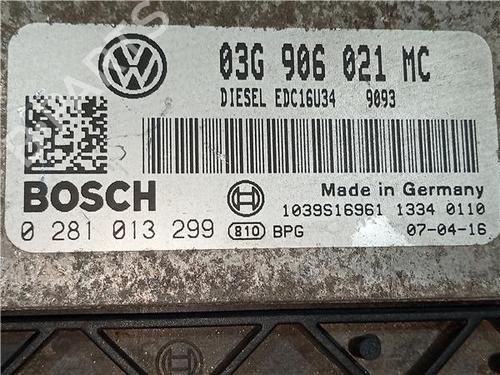 03G 906 021 MC
DIESEL EDC16U34 9093
BOSCH
Made in Germany
1039S16961 1334 0110
0 281 013 299 810 BPG 07-04-16